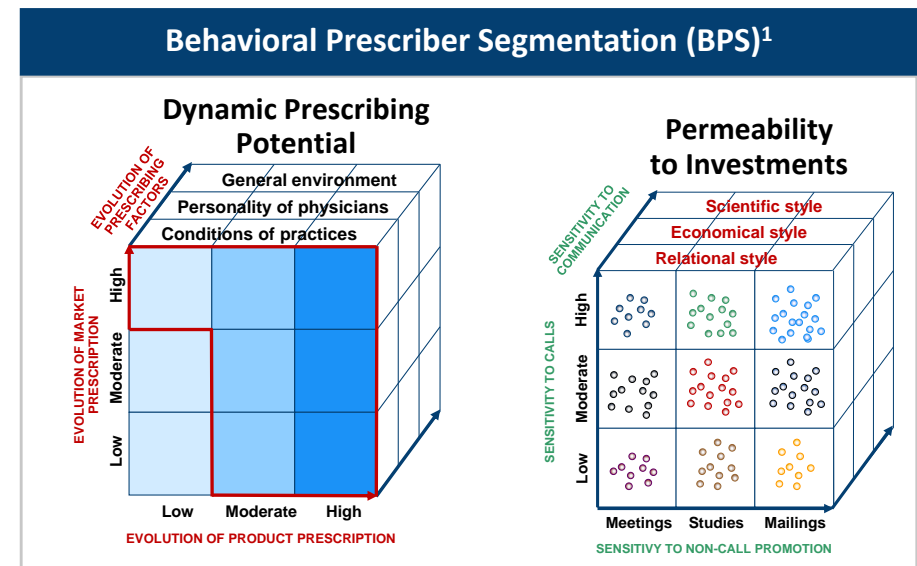 Behavioral Prescriber Segmentation (BPS)1
Dynamic Prescribing
Potential
EVOLUTION OF
PRESCRIBING
FACTORS
General environment
Personality of physicians
Conditions of practices
EVOLUTION OF MARKET
PRESCRIPTION
High
Moderate
Low
Low Moderate High
EVOLUTION OF PRODUCT PRESCRIPTION
Permeability
to Investments
SENSITIVITY TO
COMMUNICATION
Scientific style
Economical style
Relational style
SENSITIVITY TO CALLS
High
Moderate
Low
Meetings Studies Mailings
SENSITIVY TO NON-CALL PROMOTION